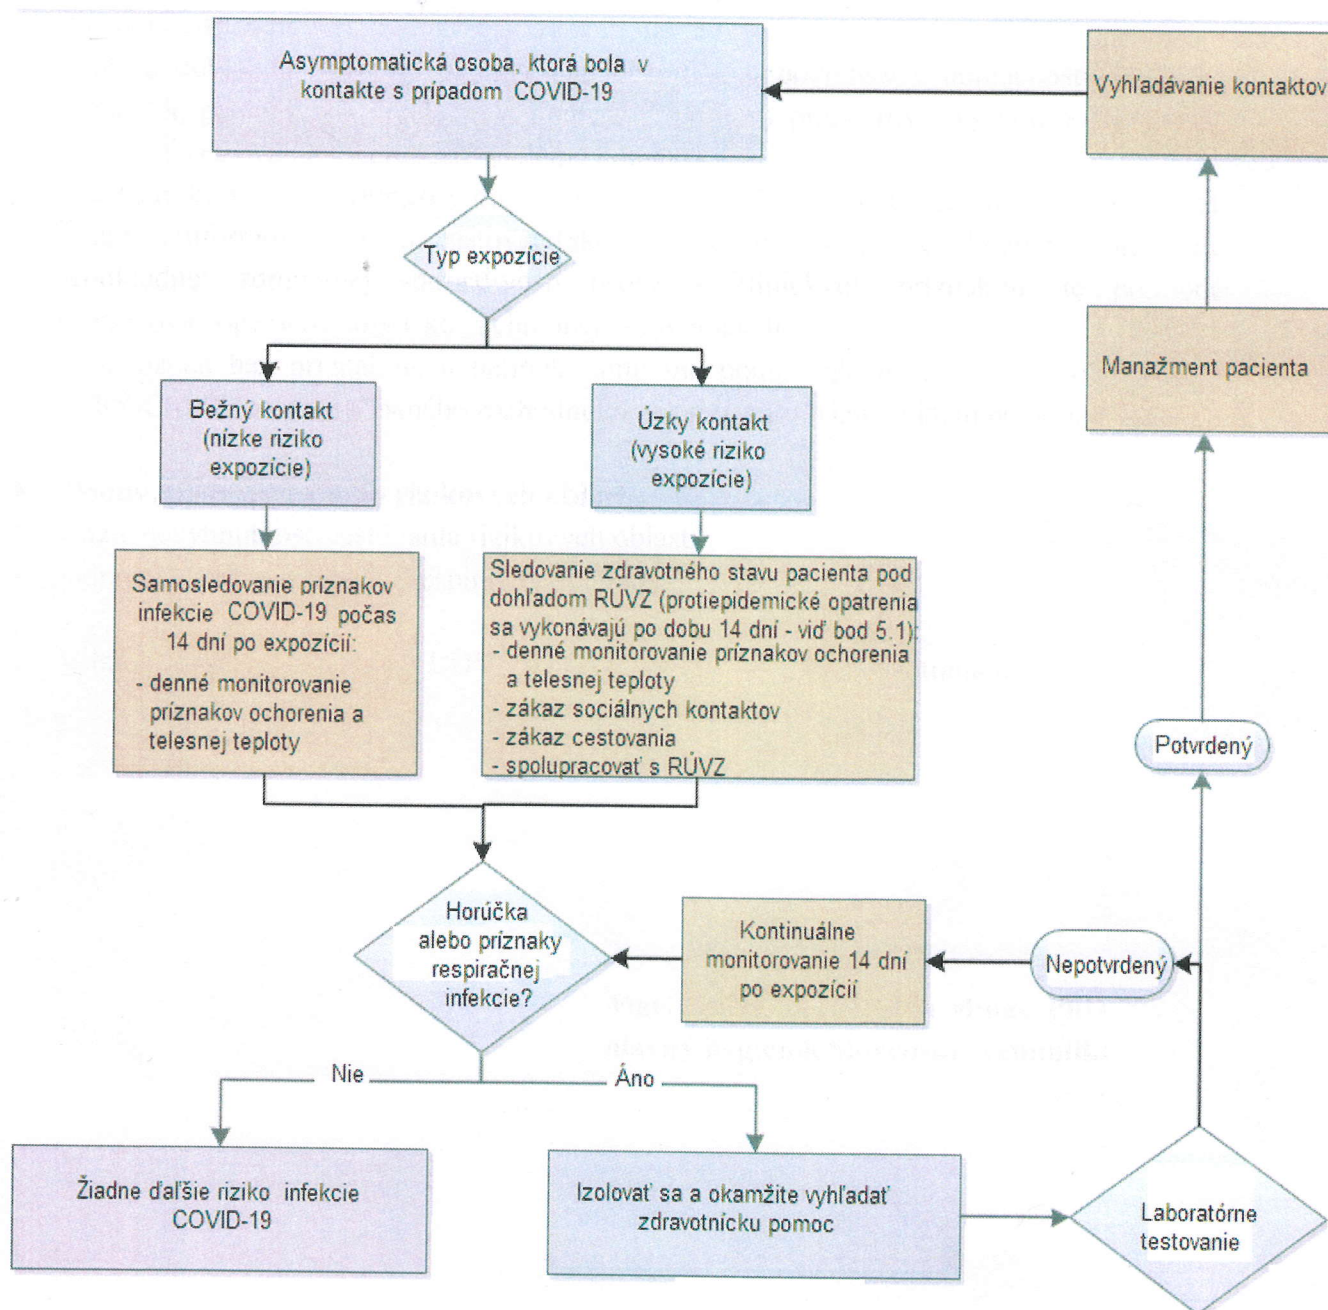 Asymptomatická osoba, ktorá bola v
kontakte s prípadom COVID-19
Vyhľadávanie kontaktov
Typ expozície
Manažment pacienta
Bežný kontakt
(nízke riziko
expozície)
Úzky kontakt
(vysoké riziko
expozície)
Samosledovanie príznakov
infekcie COVID-19 počas
14 dní po expozícií:
- denné monitorovanie
príznakov ochorenia a
telesnej teploty
Sledovanie zdravotného stavu pacienta pod
dohľadom RÚVZ (protiepidemické opatrenia
sa vykonávajú po dobu 14 dní - viď bod 5.1):
- denné monitorovanie príznakov ochorenia
a telesnej teploty
- zákaz sociálnych kontaktov
- zákaz cestovania
- spolupracovať s RÚVZ
Potvrdený
Horúčka
alebo príznaky
respiračnej
infekcie?
Kontinuálne
monitorovanie 14 dní
po expozícií
Nepotvrdený
Nie
Áno
Žiadne ďaľšie riziko infekcie
COVID-19
Izolovať sa a okamžite vyhľadať
zdravotnícku pomoc
Laboratórne
testovanie